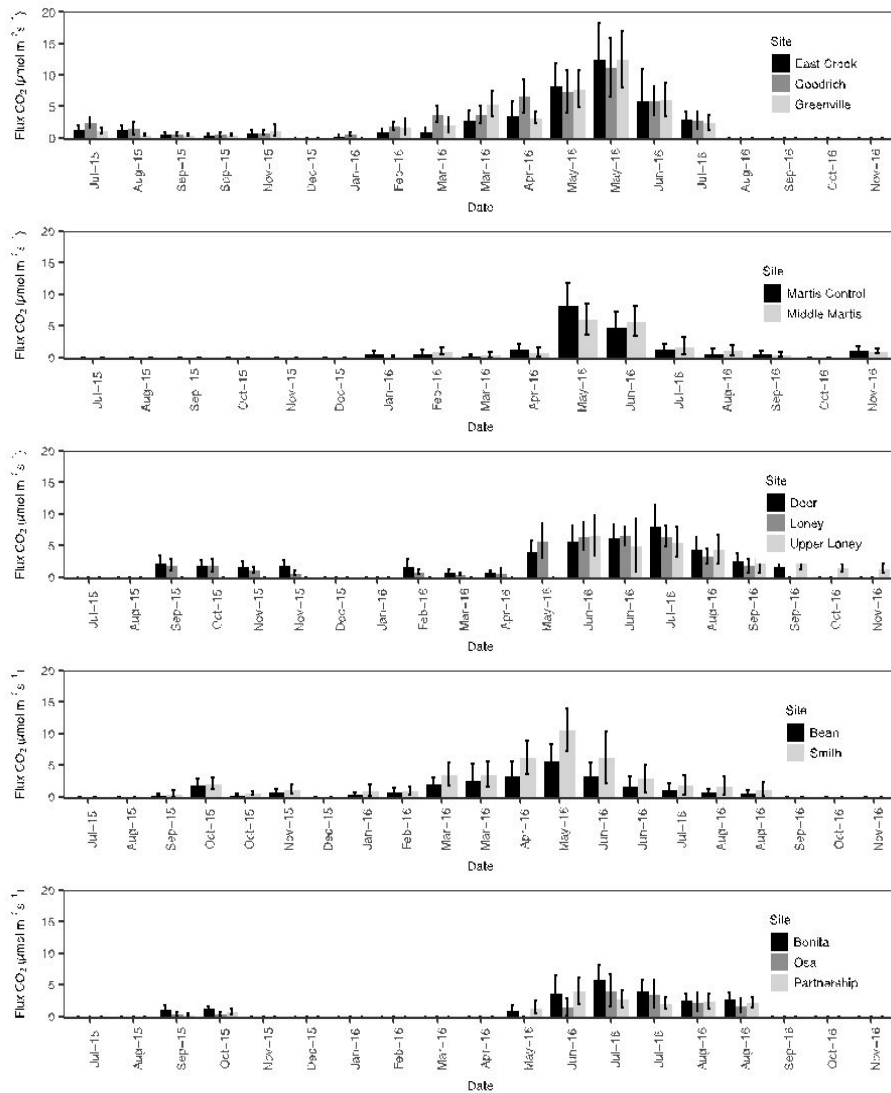 Flux CO₂ (μmol m⁻² s⁻¹)
20
15
10
5
0
Site
East Creek
Goodrich
Greenville
Jul−15
Aug−15
Sep−15
Sep−15
Nov−15
Dec−15
Jan−16
Feb−16
Mar−16
Mar−16
Apr−16
May−16
May−16
Jun−16
Jul−16
Aug−16
Sep−16
Oct−16
Nov−16
Date
Flux CO₂ (μmol m⁻² s⁻¹)
20
15
10
5
0
Site
Martis Control
Middle Martis
Jul−15
Aug−15
Sep−15
Oct−15
Nov−15
Dec−15
Jan−16
Feb−16
Mar−16
Apr−16
May−16
Jun−16
Jul−16
Aug−16
Sep−16
Oct−16
Nov−16
Date
Flux CO₂ (μmol m⁻² s⁻¹)
20
15
10
5
0
Site
Deer
Loney
Upper Loney
Jul−15
Aug−15
Sep−15
Oct−15
Nov−15
Nov−15
Dec−15
Jan−16
Feb−16
Mar−16
Apr−16
May−16
Jun−16
Jun−16
Jul−16
Aug−16
Sep−16
Sep−16
Oct−16
Nov−16
Date
Flux CO₂ (μmol m⁻² s⁻¹)
20
15
10
5
0
Site
Bean
Smith
Jul−15
Aug−15
Sep−15
Oct−15
Oct−15
Nov−15
Dec−15
Jan−16
Feb−16
Mar−16
Mar−16
Apr−16
May−16
Jun−16
Jun−16
Jul−16
Aug−16
Aug−16
Sep−16
Oct−16
Nov−16
Date
Flux CO₂ (μmol m⁻² s⁻¹)
20
15
10
5
0
Site
Bonita
Osa
Partnership
Jul−15
Aug−15
Sep−15
Oct−15
Nov−15
Dec−15
Jan−16
Feb−16
Mar−16
Apr−16
May−16
Jun−16
Jul−16
Jul−16
Aug−16
Aug−16
Sep−16
Oct−16
Nov−16
Date